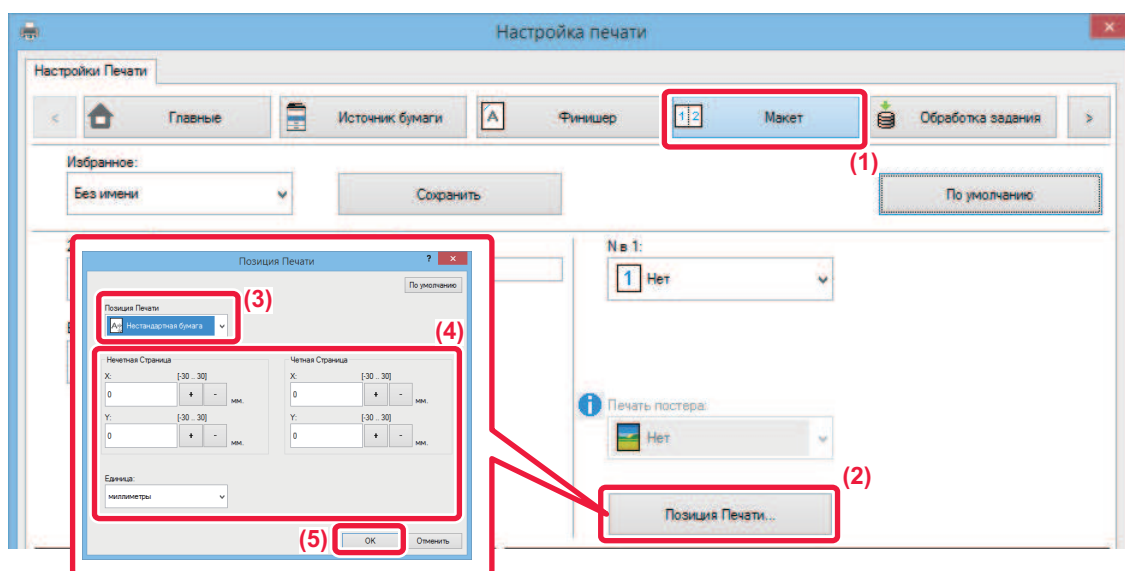 Настройка печати
Настройки Печати
< Главные Источник бумаги A Финишер 1 2 Макет Обработка задания >
(1)
Избранное:
Без имени Сохранить По умолчанию
N в 1:
1 Нет
Печать постера:
Нет
(2)
Позиция Печати...
Позиция Печати ?
По умолчанию
(3)
Позиция Печати
Нестандартная бумага
(4)
Нечетная Страница Четная Страница
X: [-30 .. 30] X: [-30 .. 30]
0 + - мм. 0 + - мм.
Y: [-30 .. 30] Y: [-30 .. 30]
0 + - мм. 0 + - мм.
Единица:
миллиметры
(5) OK Отменить